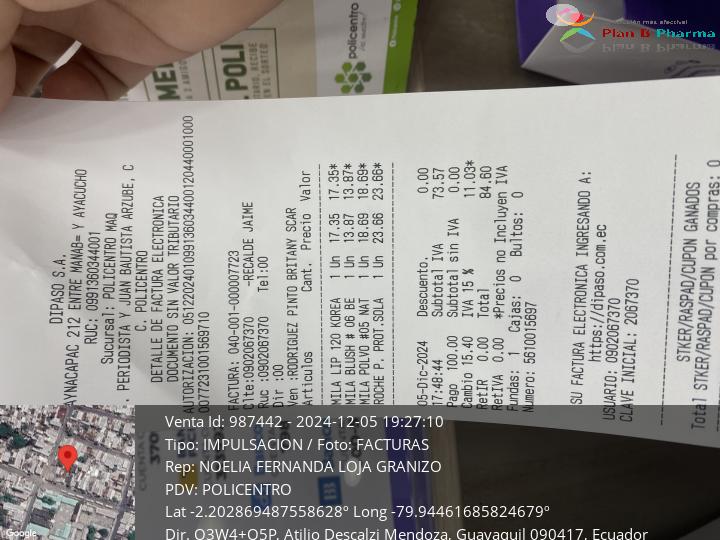 DIPASO S.A.
AYNACAPAC 212 ENTRE MANAB= Y AYACUCHO
RUC: 0991360344001
Sucursal: POLICENTRO MAQ
. PERIODISTA Y JUAN BAUTISTA ARZUBE, C
C. POLICENTRO
DETALLE DE FACTURA ELECTRONICA
DOCUMENTO SIN VALOR TRIBUTARIO
AUTORIZACION: 0512202401099136034400120440001000
0077231001569710
FACTURA: 040-001-000007723
Clte:0902067370 -RECALDE JAIME
Ruc :0902067370 Tel:00
Dir :00
Ven :RODRIGUEZ PINTO BRITANY SCAR
Articulos Cant. Precio Valor
MILA LIP 120 KOREA 1 Un 17.35 17.35*
MILA BLUSH # 06 BE 1 Un 13.87 13.87*
MILA POLVO #05 NAT 1 Un 18.69 18.69*
ROCHE P. PROT.SOLA 1 Un 23.66 23.66*
05-Dic-2024 Descuento. 0.00
17:48:44 Subtotal IVA 73.57
Pago 100.00 Subtotal sin IVA 0.00
Cambio 15.40 IVA 15 % 11.03*
RetIR 0.00 Total 84.60
RetIVA 0.00 *Precios no Incluyen IVA
Fundas: 1 Cajas: 0 Bultos: 0
Numero: 5610015697
SU FACTURA ELECTRONICA INGRESANDO A:
https://dipaso.com.ec
USUARIO: 0902067370
CLAVE INICIAL: 2067370
STKER/RASPAD/CUPON GANADOS
Total STKER/RASPAD/CUPON por compras: 0
policentro
POLI
Plan B Pharma
Venta Id: 987442 - 2024-12-05 19:27:10
Tipo: IMPULSACION / Foto: FACTURAS
Rep: NOELIA FERNANDA LOJA GRANIZO
PDV: POLICENTRO
Lat -2.202869487558628º Long -79.94461685824679º
Dir. Q3W4+Q5P, Atilio Descalzi Mendoza, Guayaquil 090417, Ecuador
Google